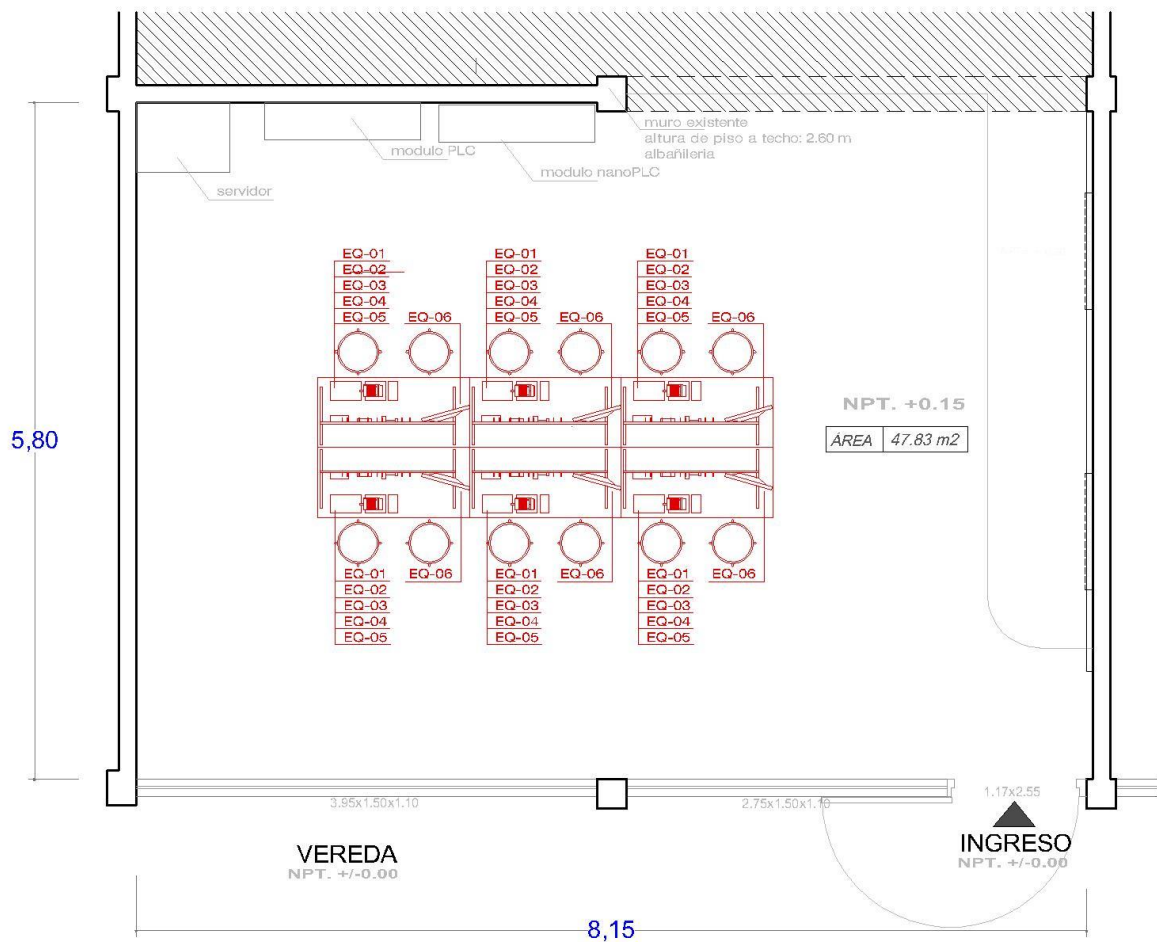 muro existente
altura de piso a techo: 2.60 m
albañileria
modulo PLC
modulo nanoPLC
servidor
EQ-01
EQ-02
EQ-03
EQ-04
EQ-05
EQ-06
EQ-01
EQ-02
EQ-03
EQ-04
EQ-05
EQ-06
EQ-01
EQ-02
EQ-03
EQ-04
EQ-05
EQ-06
NPT. +0.15
ÁREA 47.83 m2
5,80
EQ-01
EQ-02
EQ-03
EQ-04
EQ-05
EQ-06
EQ-01
EQ-02
EQ-03
EQ-04
EQ-05
EQ-06
EQ-01
EQ-02
EQ-03
EQ-04
EQ-05
EQ-06
3.95x1.50x1.10
2.75x1.50x1.10
1.17x2.55
VEREDA
NPT. +/-0.00
INGRESO
NPT. +/-0.00
8,15